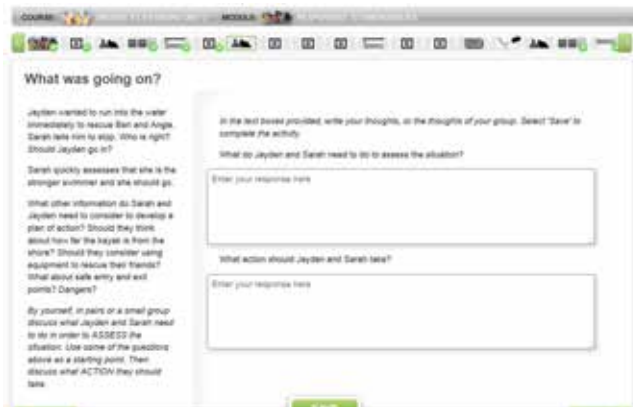 COURSE:
MODULE:
What was going on?
Jayden wanted to run into the water
immediately to rescue Ben and Angie.
Sarah tells him to stop. Who is right?
Should Jayden go in?
Sarah quickly assesses that she is the
stronger swimmer and she should go.
What other information do Sarah and
Jayden need to consider to develop a
plan of action? Should they think
about how far the kayak is from the
shore? Should they consider using
equipment to rescue their friends?
What about safe entry and exit
points? Dangers?
By yourself, in pairs or a small group
discuss what Jayden and Sarah need
to do in order to ASSESS the
situation. Use some of the questions
above as a starting point. Then
discuss what ACTION they should
take.
In the text boxes provided, write your thoughts, or the thoughts of your group. Select 'Save' to
complete the activity.
What do Jayden and Sarah need to do to assess the situation?
Enter your response here
What action should Jayden and Sarah take?
Enter your response here